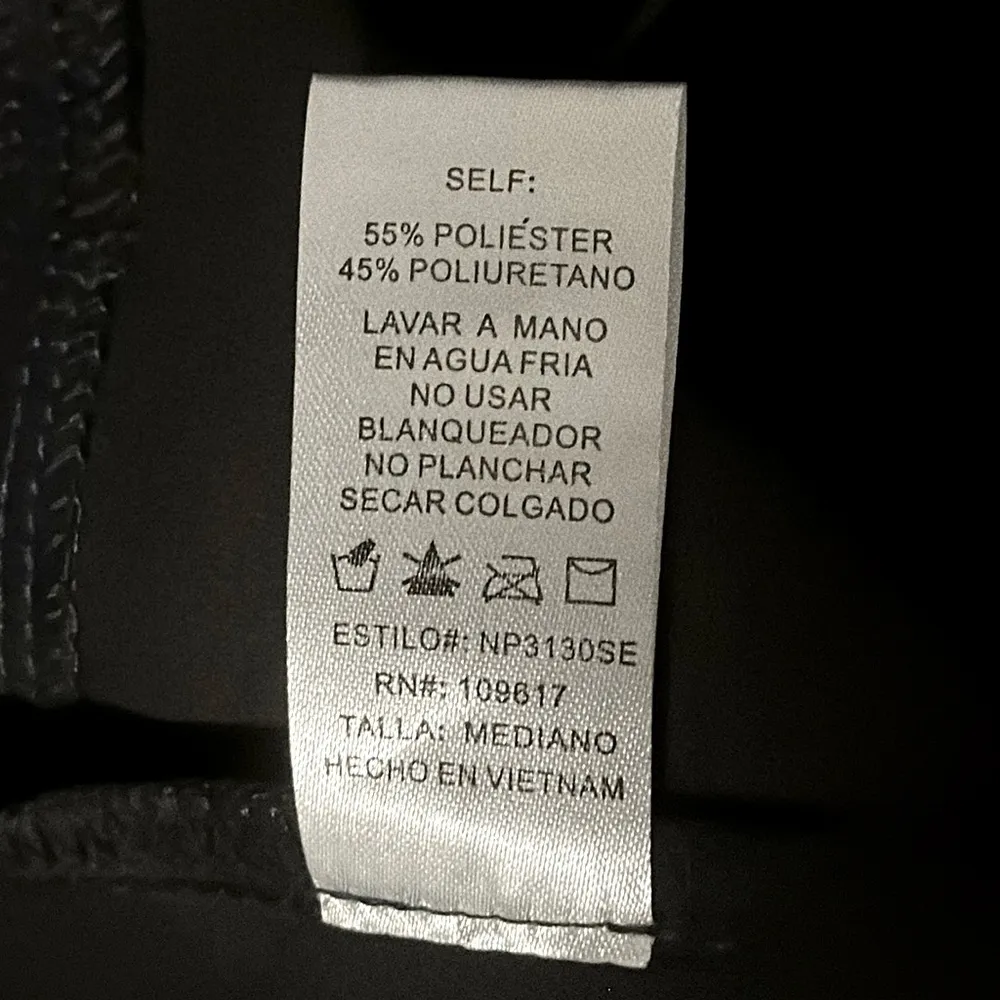 SELF:
55% POLIÉSTER
45% POLIURETANO
LAVAR A MANO
EN AGUA FRIA
NO USAR
BLANQUEADOR
NO PLANCHAR
SECAR COLGADO
ESTILO#: NP3130SE
RN#: 109617
TALLA: MEDIANO
HECHO EN VIETNAM